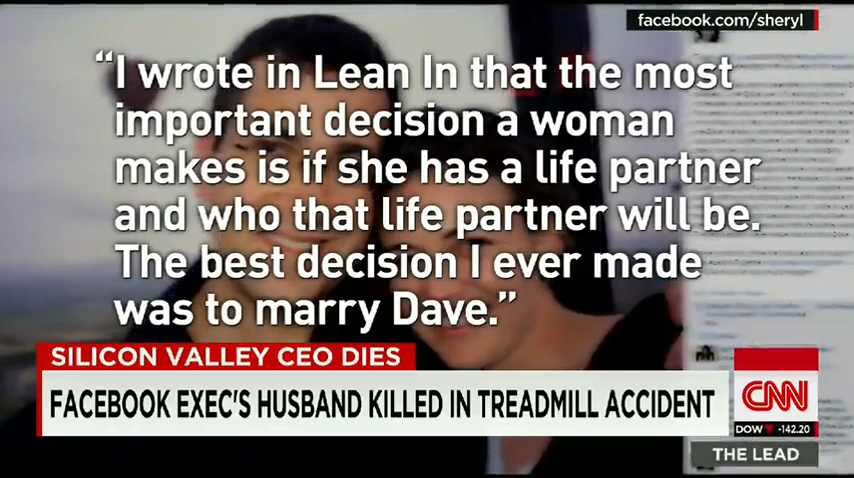 facebook.com/sheryl
“I wrote in Lean In that the most
important decision a woman
makes is if she has a life partner
and who that life partner will be.
The best decision I ever made
was to marry Dave.”
SILICON VALLEY CEO DIES
FACEBOOK EXEC'S HUSBAND KILLED IN TREADMILL ACCIDENT
CNN
DOW ▼ -142.20
THE LEAD